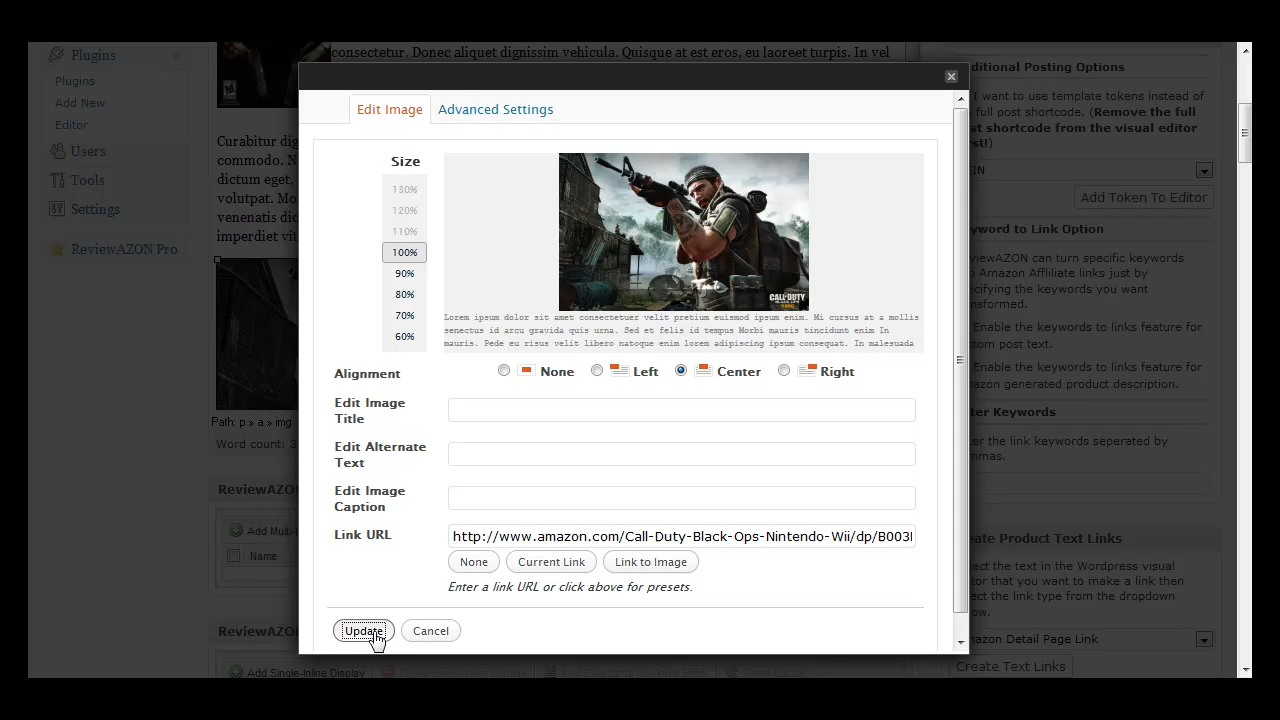 Plugins
Plugins
Add New
Editor
Users
Tools
Settings
ReviewAZON Pro
consectetur. Donec aliquet dignissim vehicula. Quisque at est eros, eu laoreet turpis. In vel
Curabitur dig
commodo. N
dictum eget,
volutpat. Mo
venenatis dic
imperdiet vit
Path: p » a » img
Word count: 3
ReviewAZO
Add Multi-
Name
ReviewAZO
Add Single-Inline Display
Edit Image
Advanced Settings
Size
130%
120%
110%
100%
90%
80%
70%
60%
CALL·DUTY
BLACK OPS
Lorem ipsum dolor sit amet consectetuer velit pretium euismod ipsum enim. Mi cursus at a mollis
senectus id arcu gravida quis urna. Sed et felis id tempus Morbi mauris tincidunt enim In
mauris. Pede eu risus velit libero natoque enim lorem adipiscing ipsum consequat. In malesuada
Alignment
None
Left
Center
Right
Edit Image
Title
Edit Alternate
Text
Edit Image
Caption
Link URL
http://www.amazon.com/Call-Duty-Black-Ops-Nintendo-Wii/dp/B003
None
Current Link
Link to Image
Enter a link URL or click above for presets.
Update
Cancel
ditional Posting Options
I want to use template tokens instead of
full post shortcode. (Remove the full
st shortcode from the visual editor
rst!)
IN
Add Token To Editor
yword to Link Option
viewAZON can turn specific keywords
Amazon Affliliate links just by
ecifying the keywords you want
nsformed.
Enable the keywords to links feature for
tom post text.
Enable the keywords to links feature for
azon generated product description.
ter Keywords
er the link keywords seperated by
mmas.
eate Product Text Links
ect the text in the Wordpress visual
tor that you want to make a link then
ect the link type from the dropdown
ow.
azon Detail Page Link
Create Text Links